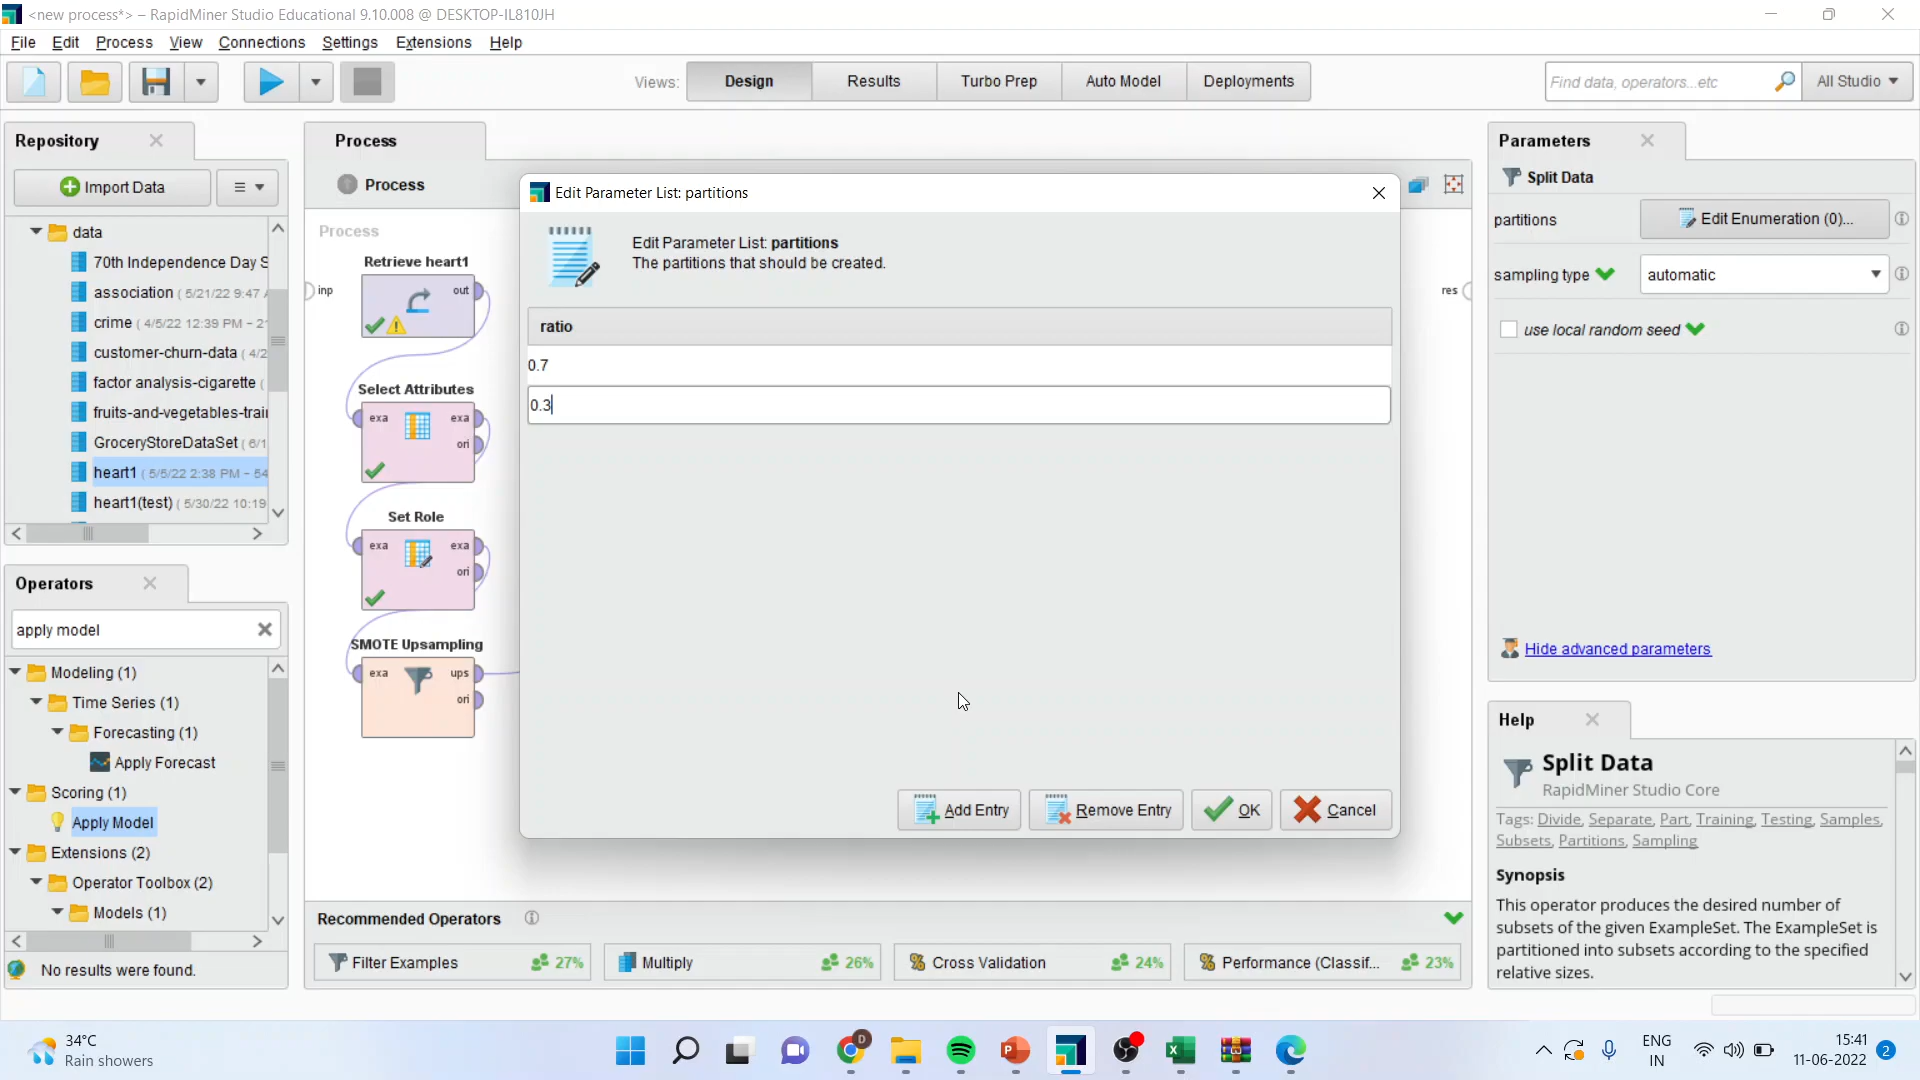 <new process*> – RapidMiner Studio Educational 9.10.008 @ DESKTOP-IL810JH
File Edit Process View Connections Settings Extensions Help
Views: Design Results Turbo Prep Auto Model Deployments
Find data, operators...etc All Studio
Repository
Import Data
data
70th Independence Day S
association ( 5/21/22 9:47 A
crime ( 4/5/22 12:39 PM – 2
customer-churn-data ( 4/2
factor analysis-cigarette (
fruits-and-vegetables-trai
GroceryStoreDataSet ( 6/1
heart1 ( 5/5/22 2:38 PM – 54
heart1(test) ( 5/30/22 10:19
Operators
apply model
Modeling (1)
Time Series (1)
Forecasting (1)
Apply Forecast
Scoring (1)
Apply Model
Extensions (2)
Operator Toolbox (2)
Models (1)
No results were found.
Process
Process
Process
inp
res
Retrieve heart1
out
Select Attributes
exa exa
ori
Set Role
exa exa
ori
SMOTE Upsampling
exa ups
ori
Edit Parameter List: partitions
Edit Parameter List: partitions
The partitions that should be created.
ratio
0.7
0.3
Add Entry Remove Entry OK Cancel
Recommended Operators
Filter Examples 27% Multiply 26% Cross Validation 24% Performance (Classif... 23%
Parameters
Split Data
partitions Edit Enumeration (0)...
sampling type automatic
use local random seed
Hide advanced parameters
Help
Split Data
RapidMiner Studio Core
Tags: Divide, Separate, Part, Training, Testing, Samples,
Subsets, Partitions, Sampling
Synopsis
This operator produces the desired number of
subsets of the given ExampleSet. The ExampleSet is
partitioned into subsets according to the specified
relative sizes.
34°C
Rain showers
D
ENG
IN
15:41
11-06-2022
2